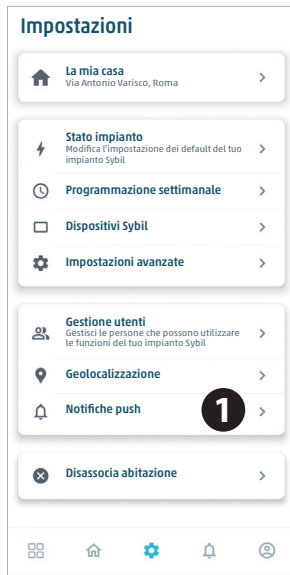 Impostazioni
La mia casa
Via Antonio Varisco, Roma
Stato impianto
Modifica l'impostazione dei default del tuo
impianto Sybil
Programmazione settimanale
Dispositivi Sybil
Impostazioni avanzate
Gestione utenti
Gestisci le persone che possono utilizzare
le funzioni del tuo impianto Sybil
Geolocalizzazione
Notifiche push
1
Disassocia abitazione